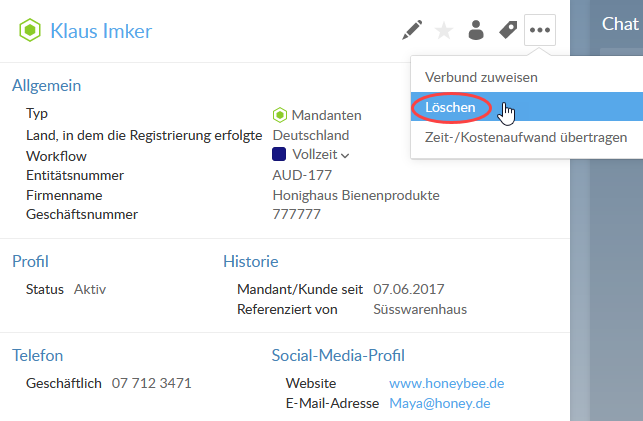 Klaus Imker
Chat
Verbund zuweisen
Löschen
Zeit-/Kostenaufwand übertragen
Allgemein
Typ Mandanten
Land, in dem die Registrierung erfolgte Deutschland
Workflow Vollzeit
Entitätsnummer AUD-177
Firmenname Honighaus Bienenprodukte
Geschäftsnummer 777777
Profil Historie
Status Aktiv Mandant/Kunde seit 07.06.2017
Referenziert von Süsswarenhaus
Telefon Social-Media-Profil
Geschäftlich 07 712 3471 Website www.honeybee.de
E-Mail-Adresse Maya@honey.de